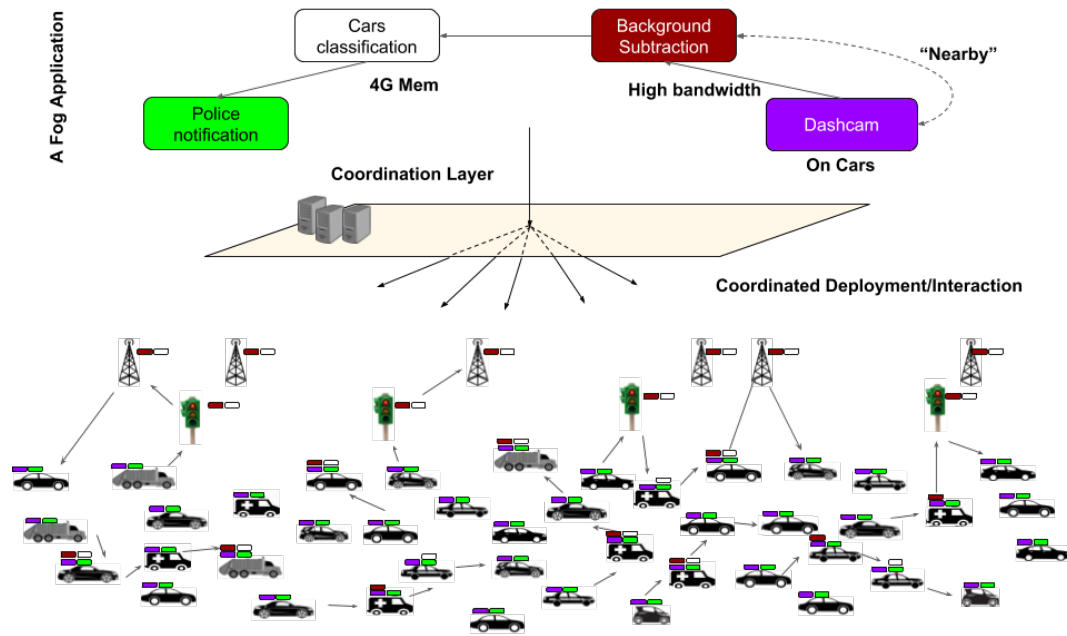 A Fog Application
Cars
classification
Background
Subtraction
“Nearby”
4G Mem
High bandwidth
Police
notification
Dashcam
On Cars
Coordination Layer
Coordinated Deployment/Interaction